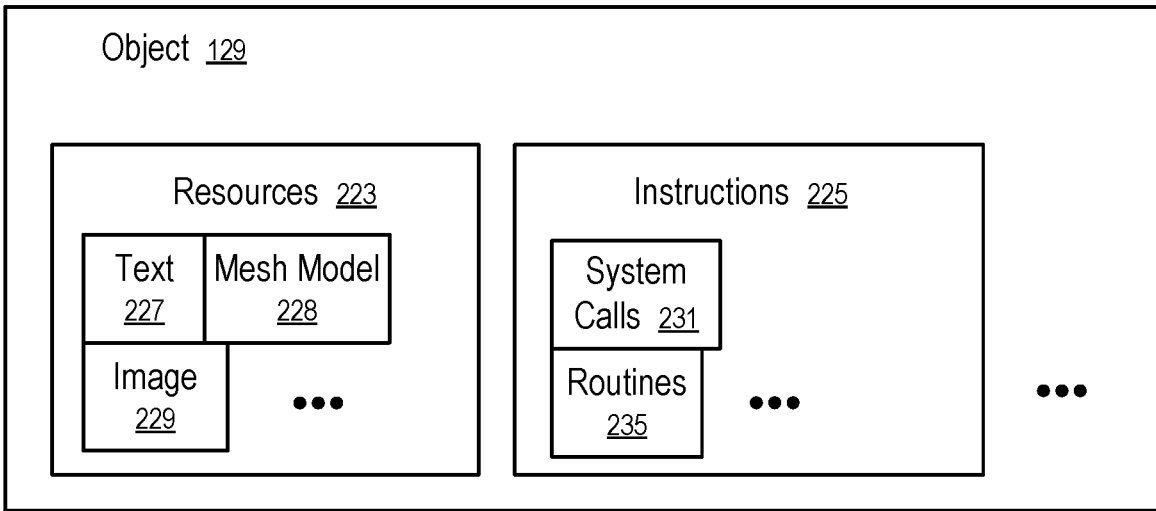 Object 129
Resources 223
Text
227
Mesh Model
228
Image
229
•••
Instructions 225
System
Calls 231
Routines
235
•••
•••